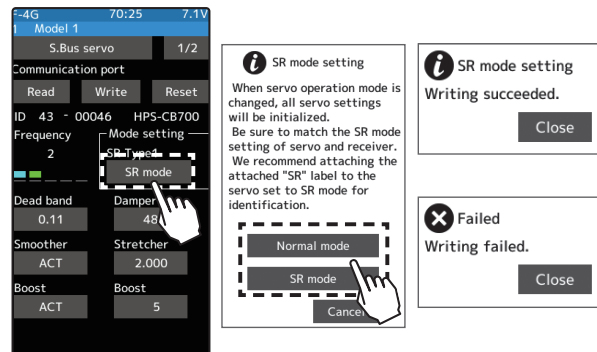 F-4G 70:25 7.1V
1 Model 1
S.Bus servo 1/2
Communication port
Read Write Reset
ID 43 - 00046 HPS-CB700
Frequency Mode setting
2 SR Type1
SR mode
Dead band Damper
0.11 48
Smoother Stretcher
ACT 2.000
Boost Boost
ACT 5
i SR mode setting
When servo operation mode is
changed, all servo settings
will be initialized.
Be sure to match the SR mode
setting of servo and receiver.
We recommend attaching the
attached "SR" label to the
servo set to SR mode for
identification.
Normal mode
SR mode
Cancel
i SR mode setting
Writing succeeded.
Close
Failed
Writing failed.
Close